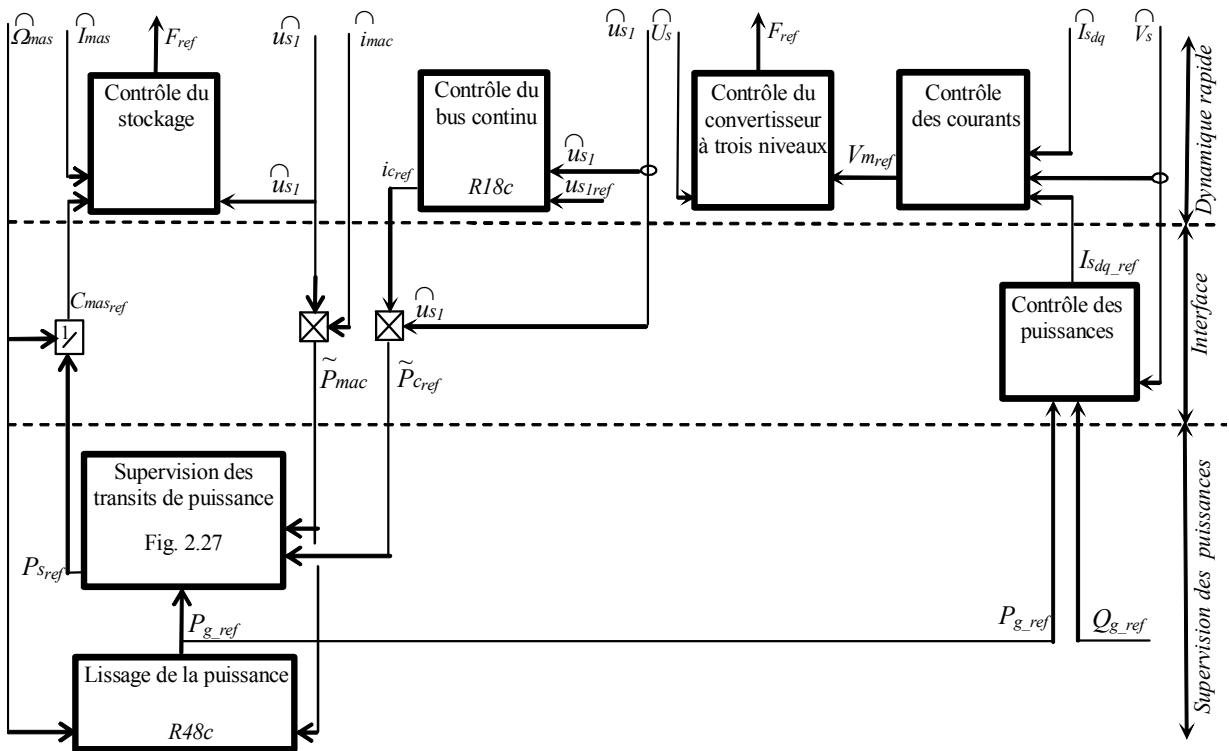 Ωmas
Imas
Fref
us1
imac
us1
Us
Fref
Isdq
Vs
Contrôle du
stockage
Contrôle du
bus continu
R18c
Contrôle du
convertisseur
à trois niveaux
Contrôle
des courants
Dynamique rapide
us1
icref
us1
us1ref
Vmref
Isdq_ref
Cmasref
1/
us1
Contrôle des
puissances
Interface
Pmac
Pcref
Supervision des
transits de puissance
Fig. 2.27
Psref
Pg_ref
Pg_ref
Qg_ref
Lissage de la puissance
R48c
Supervision des puissances